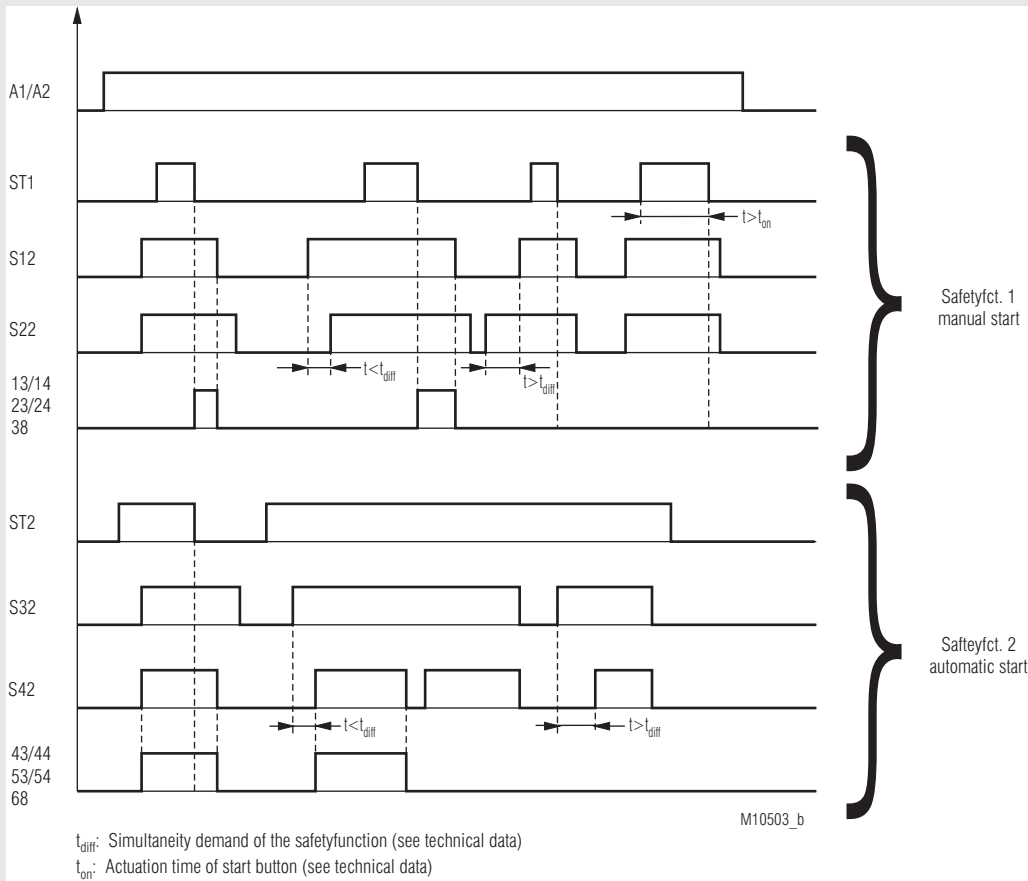 A1/A2
ST1
t>ton
S12
S22
t<tdiff
t>tdiff
13/14
23/24
38
Safetyfct. 1
manual start
ST2
S32
S42
t<tdiff
t>tdiff
43/44
53/54
68
Safteyfct. 2
automatic start
M10503_b
tdiff: Simultaneity demand of the safetyfunction (see technical data)
ton: Actuation time of start button (see technical data)